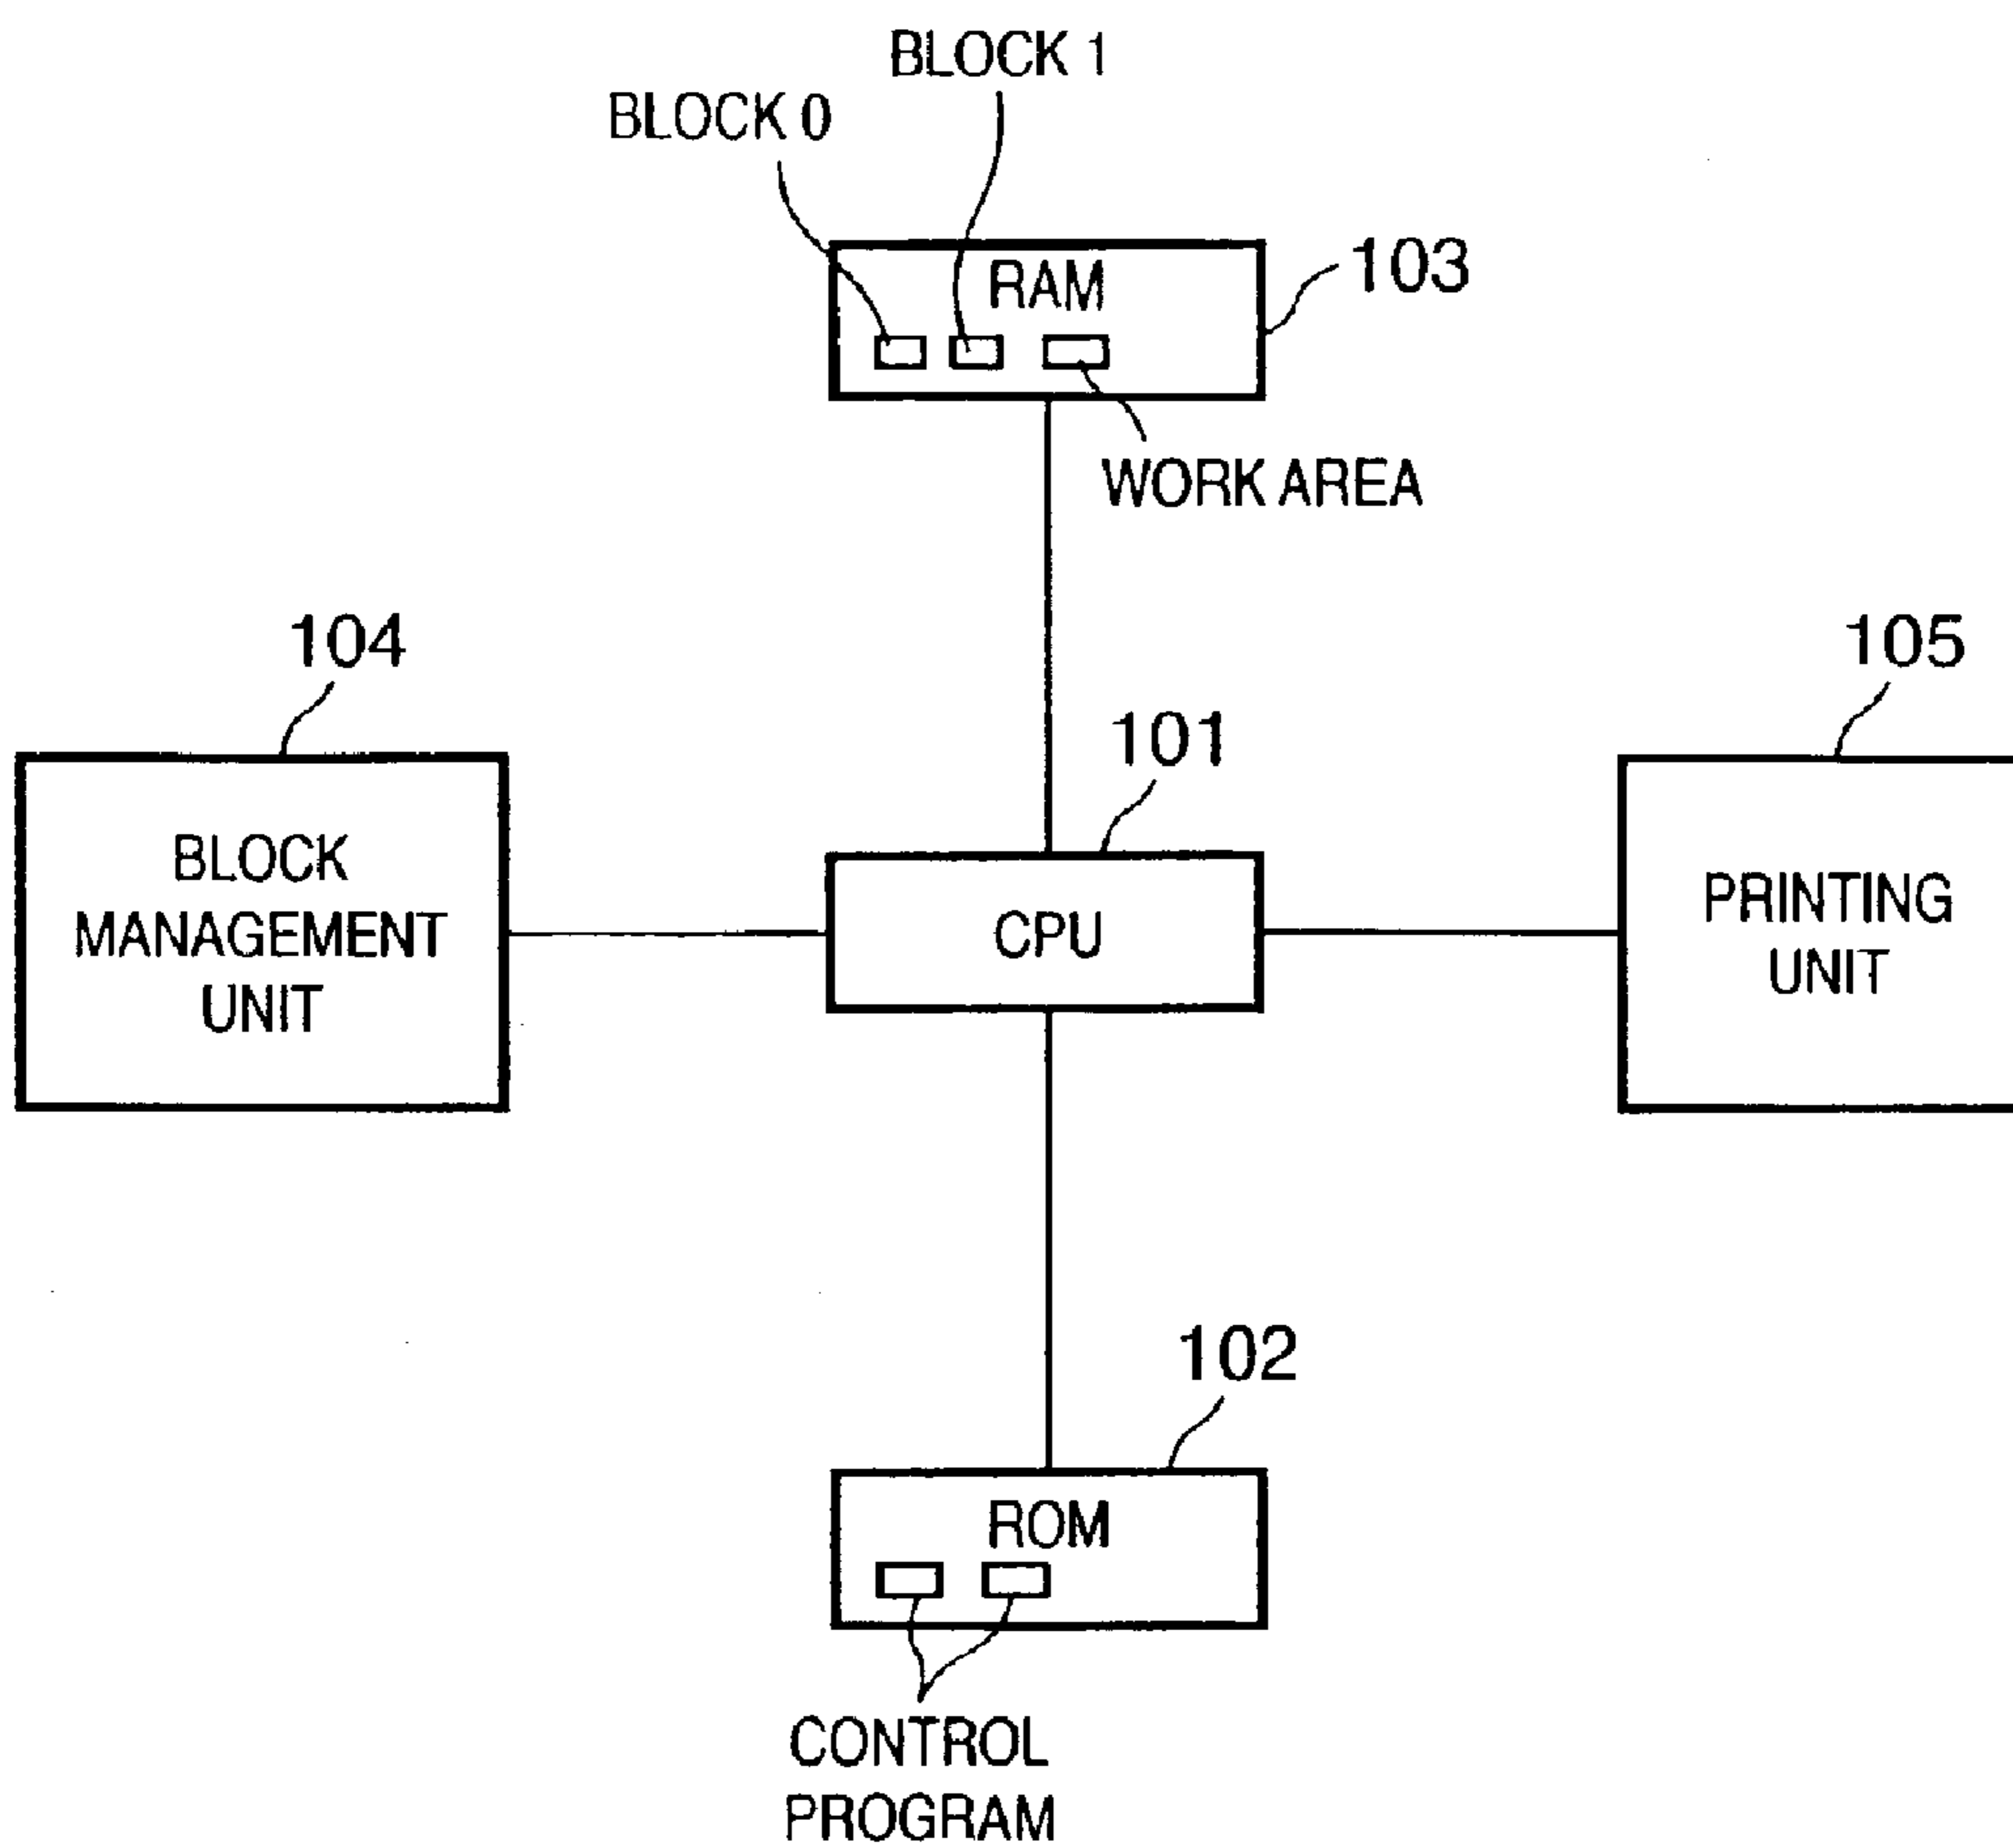 BLOCK 1
BLOCK 0
RAM
103
WORK AREA
104
105
101
BLOCK
MANAGEMENT
UNIT
CPU
PRINTING
UNIT
102
ROM
CONTROL
PROGRAM